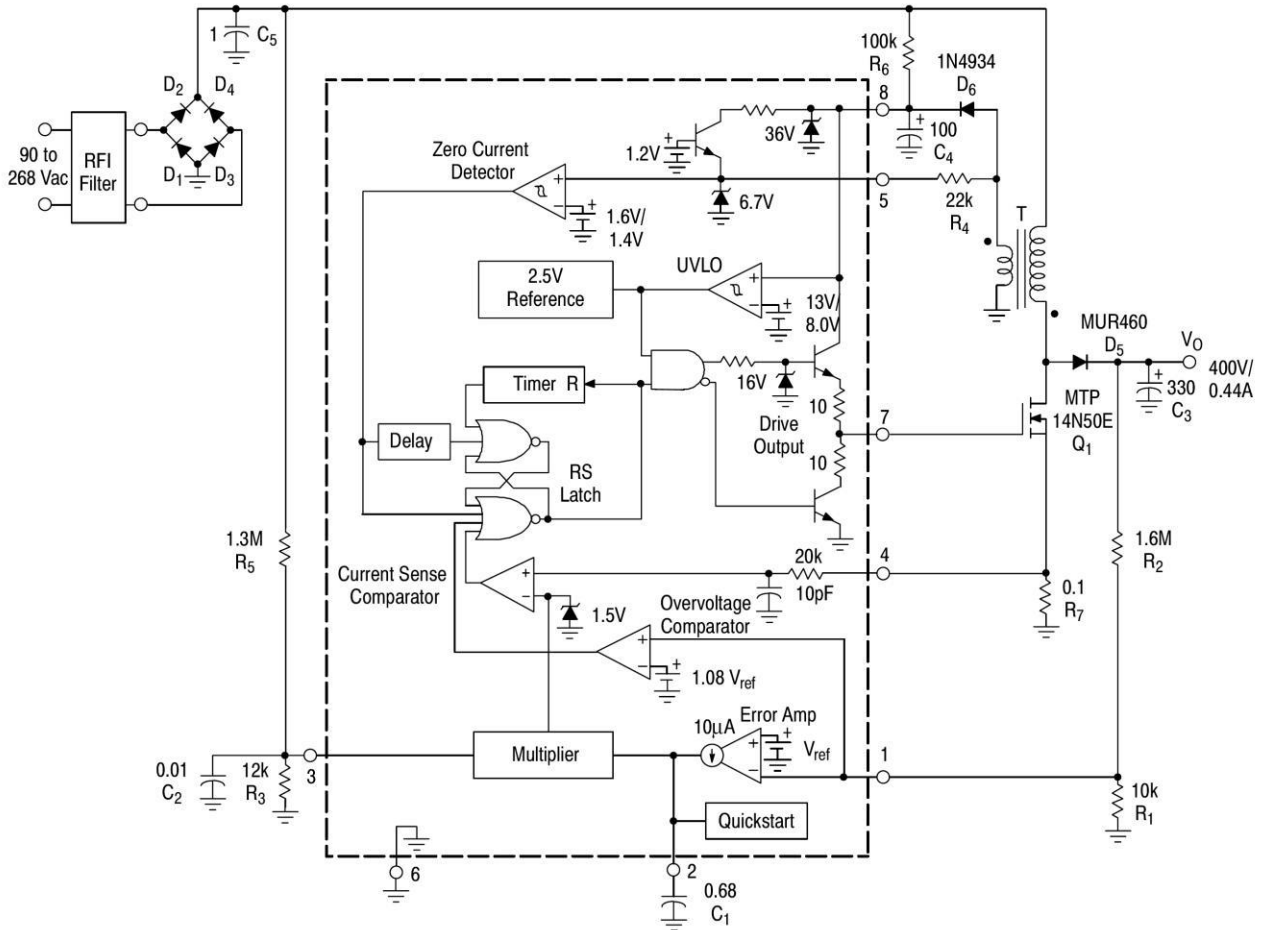 1
C5
100k
R6
1N4934
D6
8
D2
D4
D1
D3
90 to
268 Vac
RFI
Filter
36V
+
100
C4
+
1.2V
Zero Current
Detector
+
−
+
1.6V/
1.4V
6.7V
5
22k
R4
T
2.5V
Reference
UVLO
+
−
+
13V/
8.0V
MUR460
D5
VO
400V/
0.44A
+
330
C3
Timer R
16V
10
Drive
Output
10
7
MTP
14N50E
Q1
Delay
RS
Latch
1.3M
R5
1.6M
R2
Current Sense
Comparator
+
−
20k
10pF
4
0.1
R7
1.5V
Overvoltage
Comparator
+
−
+
1.08 Vref
Multiplier
10µA
Error Amp
+
−
+
Vref
1
3
0.01
C2
12k
R3
10k
R1
Quickstart
6
2
0.68
C1